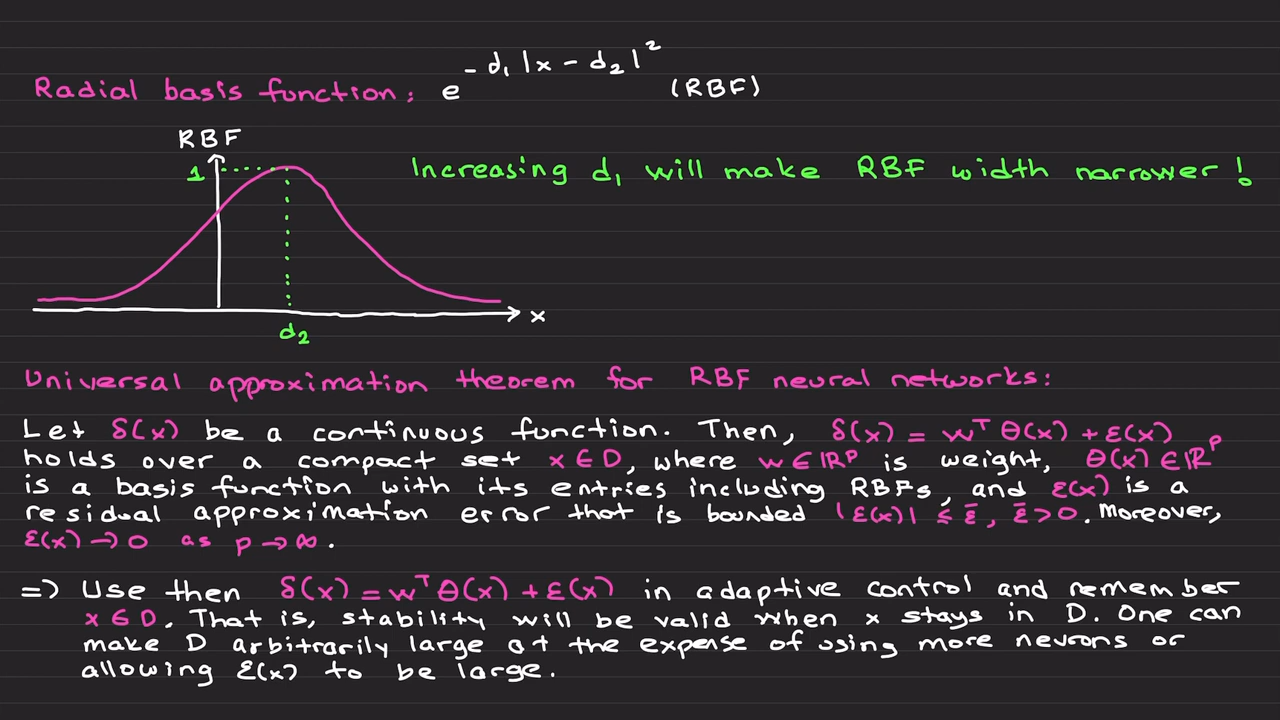 Radial basis function: e^{-d₁|x-d₂|²} (RBF)
RBF
1
Increasing d₁ will make RBF width narrower!
x
d₂
Universal approximation theorem for RBF neural networks:
Let δ(x) be a continuous function. Then, δ(x) = wᵀ θ(x) + ε(x)
holds over a compact set x∈D, where w∈ℝᵖ is weight, θ(x)∈ℝᵖ
is a basis function with its entries including RBFs, and ε(x) is a
residual approximation error that is bounded |ε(x)| ≤ ε̄, ε̄>0. Moreover,
ε(x)→0 as p→∞.
⇒ Use then δ(x)=wᵀθ(x)+ε(x) in adaptive control and remember
x∈D. That is, stability will be valid when x stays in D. One can
make D arbitrarily large at the expense of using more neurons or
allowing ε(x) to be large.